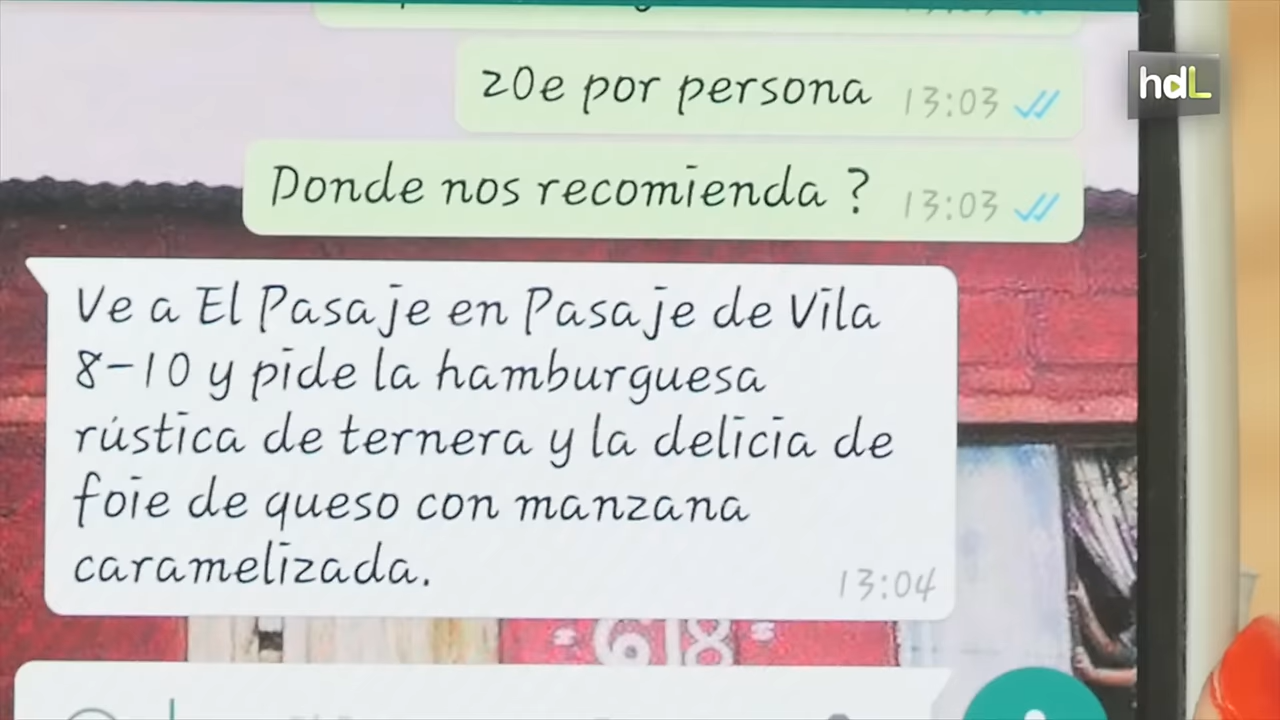 hdL
20e por persona 13:03
Donde nos recomienda ? 13:03
Ve a El Pasaje en Pasaje de Vila
8-10 y pide la hamburguesa
rústica de ternera y la delicia de
foie de queso con manzana
caramelizada.
13:04
618